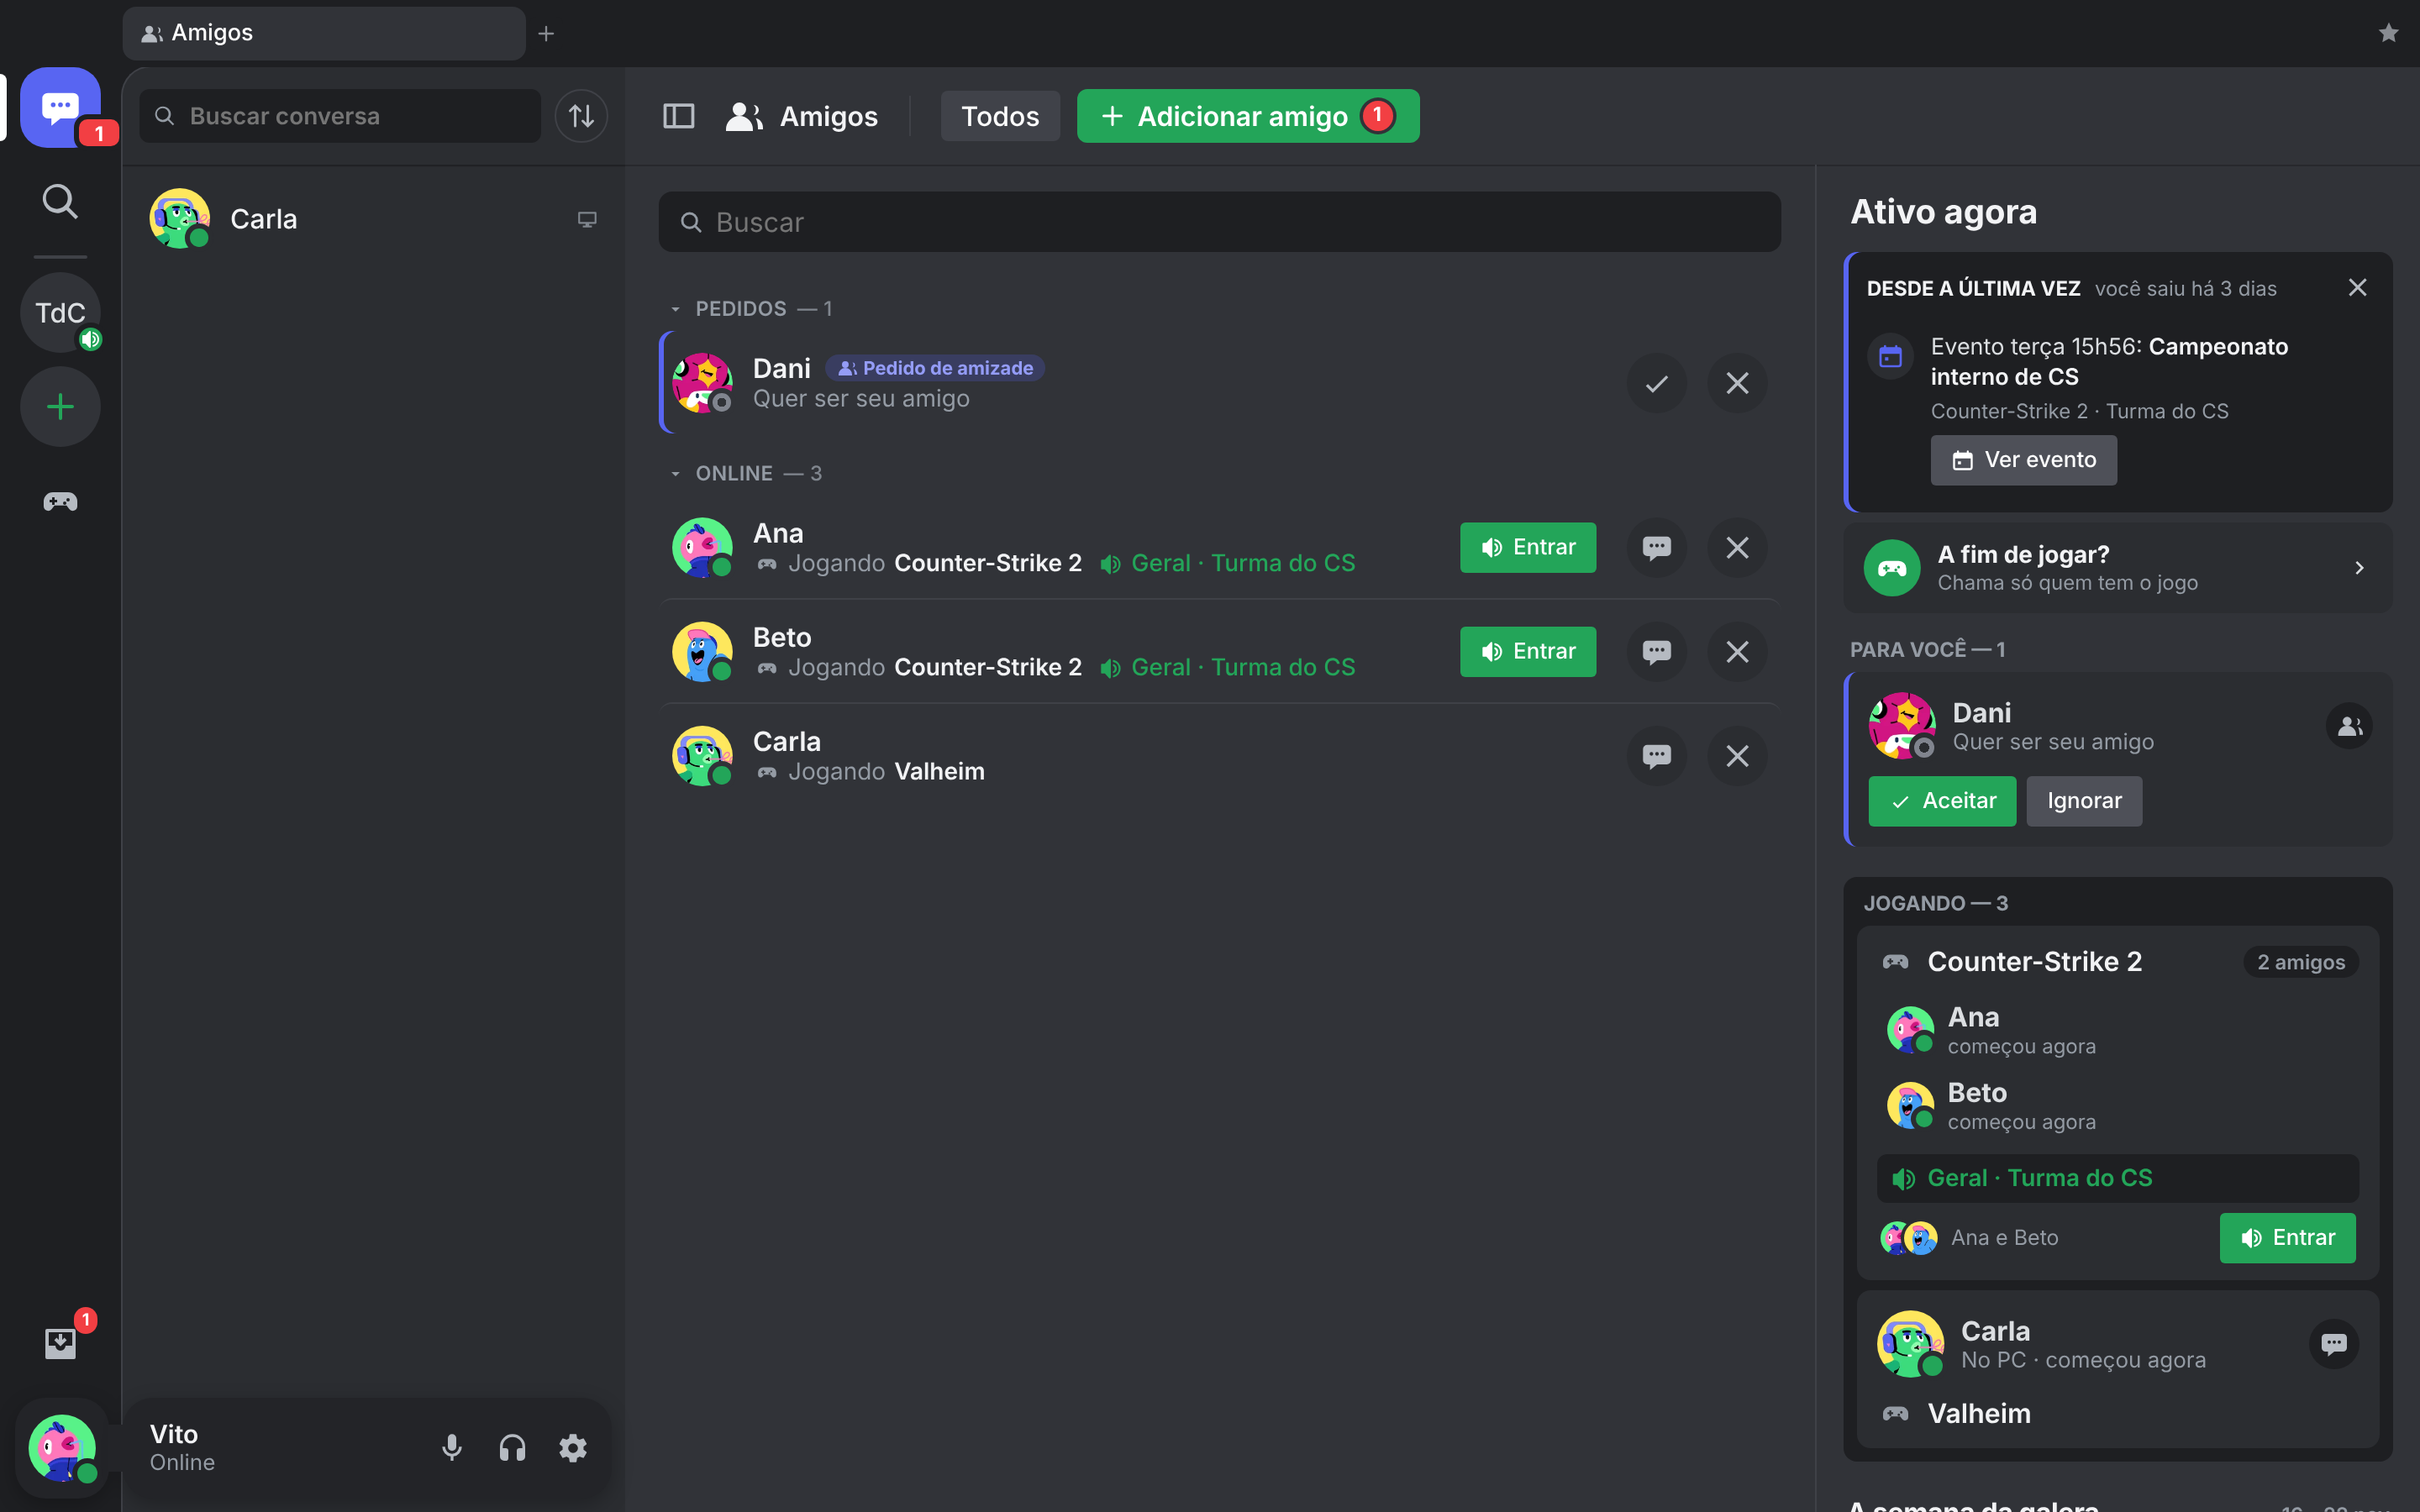 Amigos
1
Buscar conversa
Amigos
Todos
Adicionar amigo 1
TdC
Carla
Buscar
PEDIDOS — 1
Dani Pedido de amizade
Quer ser seu amigo
ONLINE — 3
Ana
Jogando Counter-Strike 2 Geral · Turma do CS
Entrar
Beto
Jogando Counter-Strike 2 Geral · Turma do CS
Entrar
Carla
Jogando Valheim
Ativo agora
DESDE A ÚLTIMA VEZ você saiu há 3 dias
Evento terça 15h56: Campeonato
interno de CS
Counter-Strike 2 · Turma do CS
Ver evento
A fim de jogar?
Chama só quem tem o jogo
PARA VOCÊ — 1
Dani
Quer ser seu amigo
Aceitar
Ignorar
JOGANDO — 3
Counter-Strike 2 2 amigos
Ana
começou agora
Beto
começou agora
Geral · Turma do CS
Ana e Beto
Entrar
Carla
No PC · começou agora
Valheim
A semana da galera
1
Vito
Online